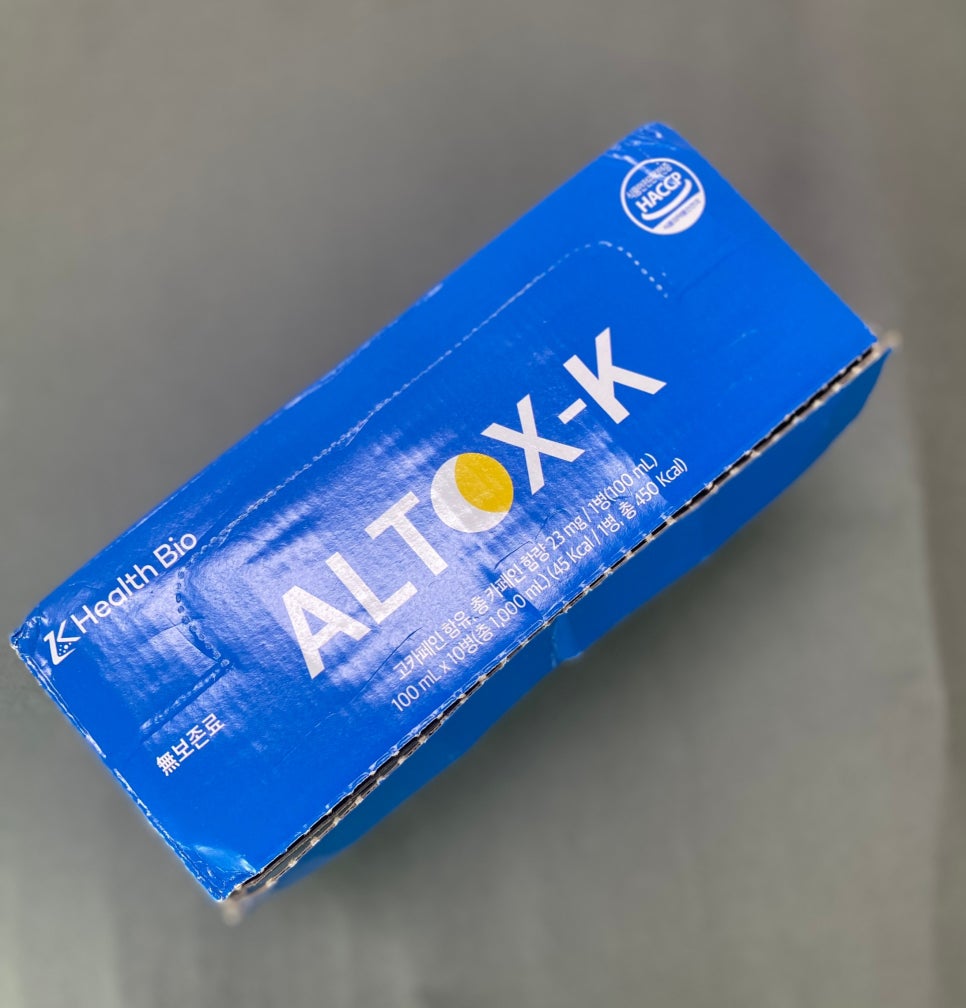 Health Bio
無보존료
ALTOX-K
고카페인 함유, 총 카페인 함량 23 mg / 1병(100 mL)
100 mL x 10병(총 1,000 mL) (45 Kcal / 1병, 총 450 Kcal)
HACCP